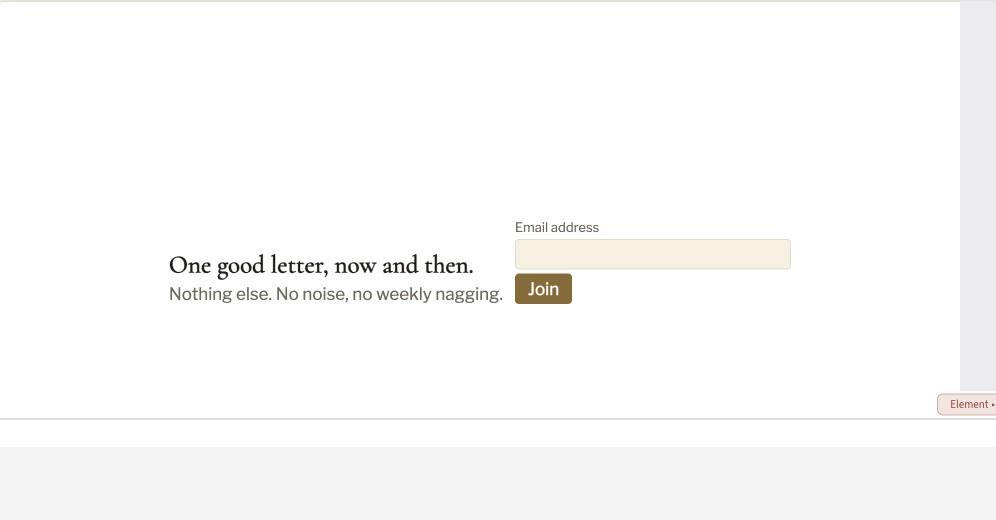 Email address
One good letter, now and then.
Nothing else. No noise, no weekly nagging.
Join
Element •